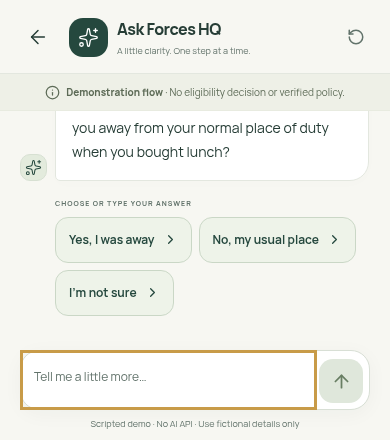 Ask Forces HQ
A little clarity. One step at a time.
Demonstration flow · No eligibility decision or verified policy.
you away from your normal place of duty
when you bought lunch?
CHOOSE OR TYPE YOUR ANSWER
Yes, I was away
No, my usual place
I'm not sure
Tell me a little more...
Scripted demo · No AI API · Use fictional details only